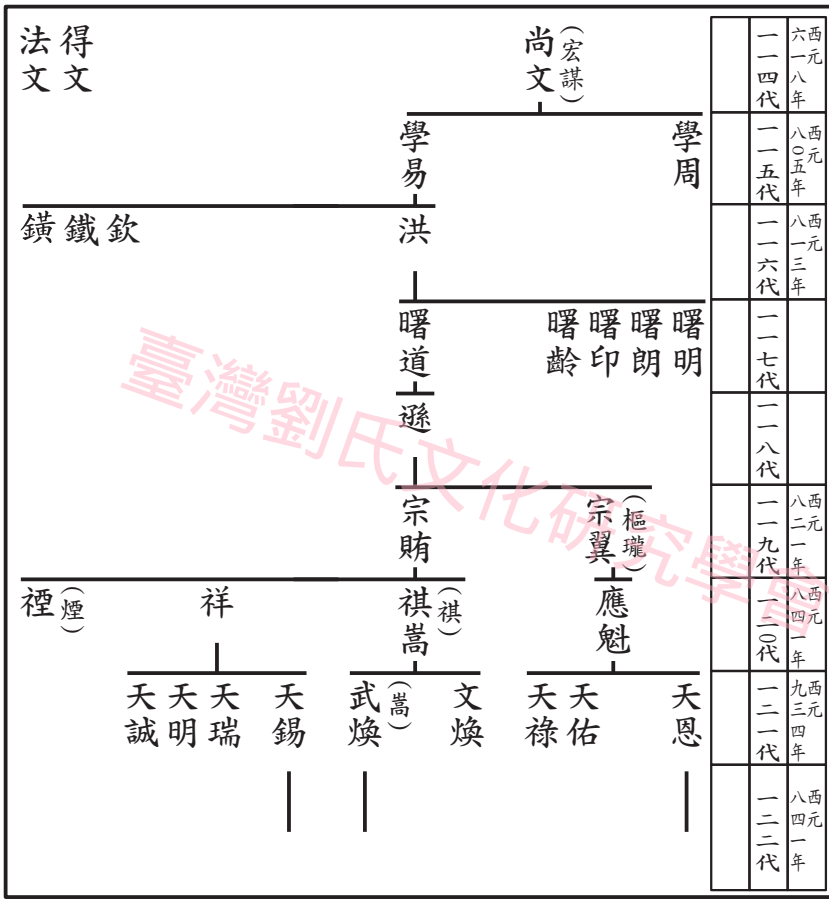 西元六一八年
一一四代
尚文(宏謀)
得文
法文
西元八0五年
一一五代
學周
學易
西元八一三年
一一六代
洪
欽
鐵
鐄
一一七代
曙明
曙朗
曙印
曙齡
曙道
一一八代
遜
西元八二一年
一一九代
宗翼(樞瓏)
宗賄
西元八四一年
一二0代
應魁
祺嵩(祺)
祥
禋(煙)
西元九三四年
一二一代
天恩
天佑
天祿
文煥
武煥(嵩)
天錫
天瑞
天明
天誠
西元八四一年
一二二代
臺灣劉氏文化研究學會